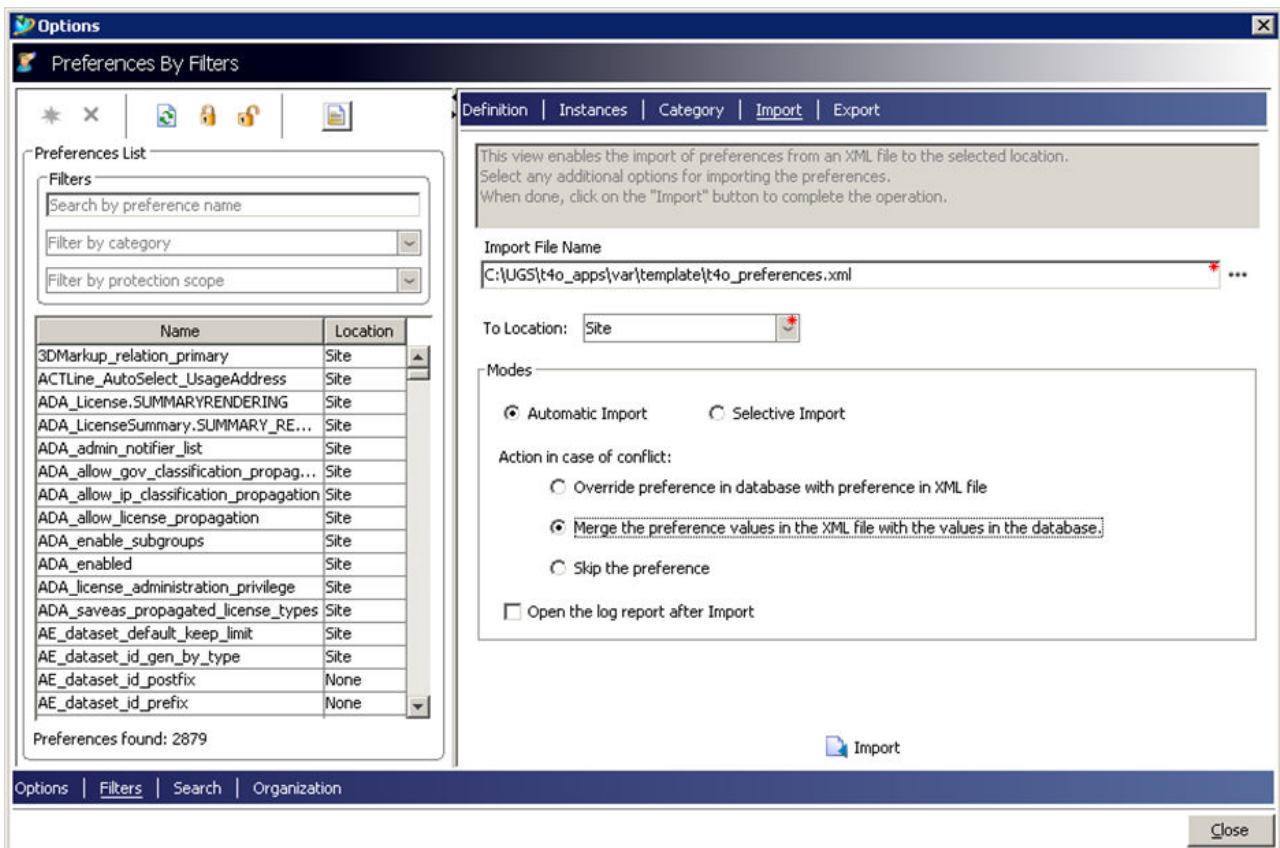 Options
Preferences By Filters
Preferences List
Filters
Search by preference name
Filter by category
Filter by protection scope
Name Location
3DMarkup_relation_primary Site
ACTLine_AutoSelect_UsageAddress Site
ADA_License.SUMMARYRENDERING Site
ADA_LicenseSummary.SUMMARY_RE... Site
ADA_admin_notifier_list Site
ADA_allow_gov_classification_propag... Site
ADA_allow_ip_classification_propagation Site
ADA_allow_license_propagation Site
ADA_enable_subgroups Site
ADA_enabled Site
ADA_license_administration_privilege Site
ADA_saveas_propagated_license_types Site
AE_dataset_default_keep_limit Site
AE_dataset_id_gen_by_type Site
AE_dataset_id_postfix None
AE_dataset_id_prefix None
Preferences found: 2879
Definition | Instances | Category | Import | Export
This view enables the import of preferences from an XML file to the selected location.
Select any additional options for importing the preferences.
When done, click on the "Import" button to complete the operation.
Import File Name
C:\UGS\t4o_apps\var\template\t4o_preferences.xml
To Location: Site
Modes
Automatic Import Selective Import
Action in case of conflict:
Override preference in database with preference in XML file
Merge the preference values in the XML file with the values in the database.
Skip the preference
Open the log report after Import
Import
Options | Filters | Search | Organization
Close